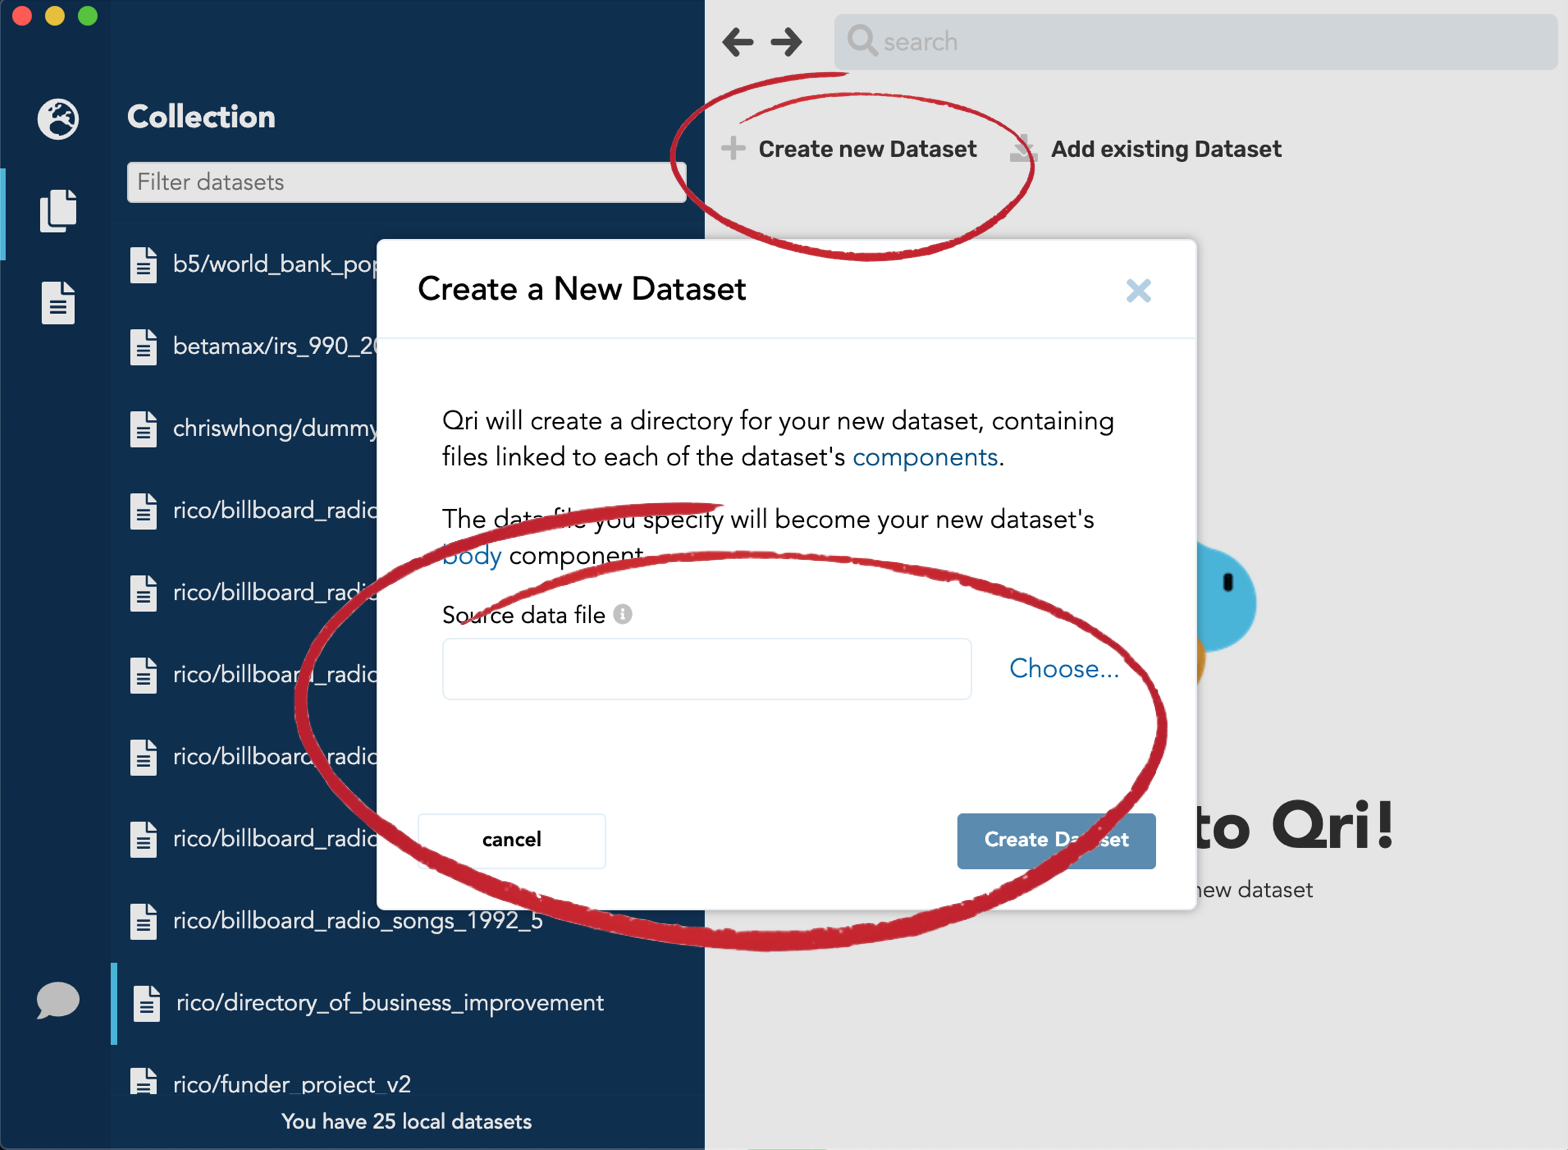 search
Collection
Filter datasets
Create new Dataset
Add existing Dataset
b5/world_bank_pop
betamax/irs_990_20
chriswhong/dummy
rico/billboard_radio
rico/billboard_radio
rico/billboard_radio
rico/billboard_radio
rico/billboard_radio
rico/billboard_radio_songs_1992_5
rico/directory_of_business_improvement
rico/funder_project_v2
You have 25 local datasets
Create a New Dataset
Qri will create a directory for your new dataset, containing
files linked to each of the dataset's components.
The data file you specify will become your new dataset's
body component.
Source data file
Choose...
cancel
Create Dataset
to Qri!
new dataset